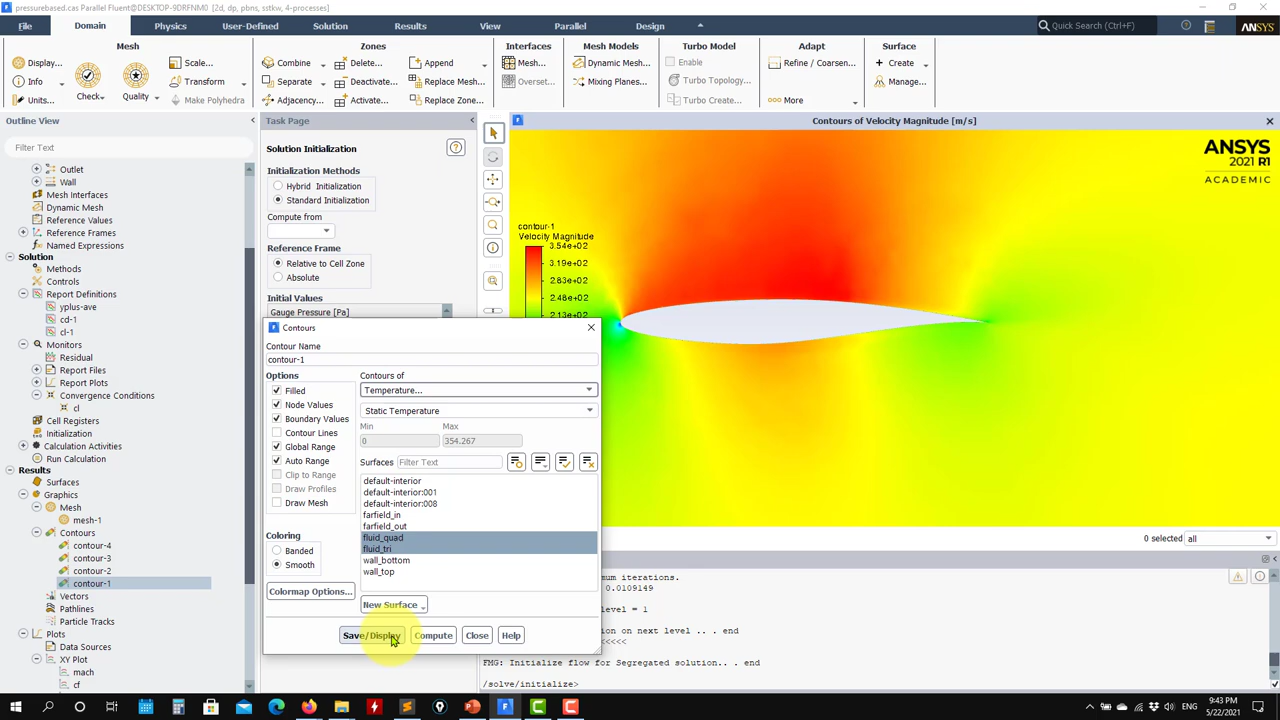 pressurebased.cas Parallel Fluent@DESKTOP-9DRFNM0 [2d, dp, pbns, sstkw, 4-processes]
File Domain Physics User-Defined Solution Results View Parallel Design Quick Search (Ctrl+F) ANSYS
Mesh Zones Interfaces Mesh Models Turbo Model Adapt Surface
Display... Scale... Combine Delete... Append Mesh... Dynamic Mesh... Enable Refine / Coarsen... Create
Info Check Quality Transform Separate Deactivate... Replace Mesh... Overset... Mixing Planes... Turbo Topology... Manage...
Units... Make Polyhedra Adjacency... Activate... Replace Zone... Turbo Create... More
Outline View
Filter Text
Outlet
Wall
Mesh Interfaces
Dynamic Mesh
Reference Values
Reference Frames
Named Expressions
Solution
Methods
Controls
Report Definitions
yplus-ave
cd-1
cl-1
Monitors
Residual
Report Files
Report Plots
Convergence Conditions
cl
Cell Registers
Initialization
Calculation Activities
Run Calculation
Results
Surfaces
Graphics
Mesh
mesh-1
Contours
contour-4
contour-3
contour-2
contour-1
Vectors
Pathlines
Particle Tracks
Plots
XY Plot
mach
cf
Task Page
Solution Initialization
Initialization Methods
Hybrid Initialization
Standard Initialization
Compute from
Reference Frame
Relative to Cell Zone
Absolute
Initial Values
Gauge Pressure [Pa]
Contours
Contour Name
contour-1
Options
Filled
Node Values
Boundary Values
Contour Lines
Global Range
Auto Range
Clip to Range
Draw Profiles
Draw Mesh
Coloring
Banded
Smooth
Colormap Options...
Contours of
Temperature...
Static Temperature
Min Max
0 354.267
Surfaces Filter Text
default-interior
default-interior:001
default-interior:008
farfield_in
farfield_out
fluid_quad
fluid_tri
wall_bottom
wall_top
New Surface
Save/Display Compute Close Help
Contours of Velocity Magnitude [m/s]
ANSYS
2021 R1
ACADEMIC
contour-1
Velocity Magnitude
3.54e+02
3.19e+02
2.83e+02
2.48e+02
2.13e+02
0 selected all
imum iterations.
0.0109149
level = 1
ion on next level .. . end
<<<<<
FMG: Initialize flow for Segregated solution.. . end
/solve/initialize>
ENG 9:43 PM
5/22/2021